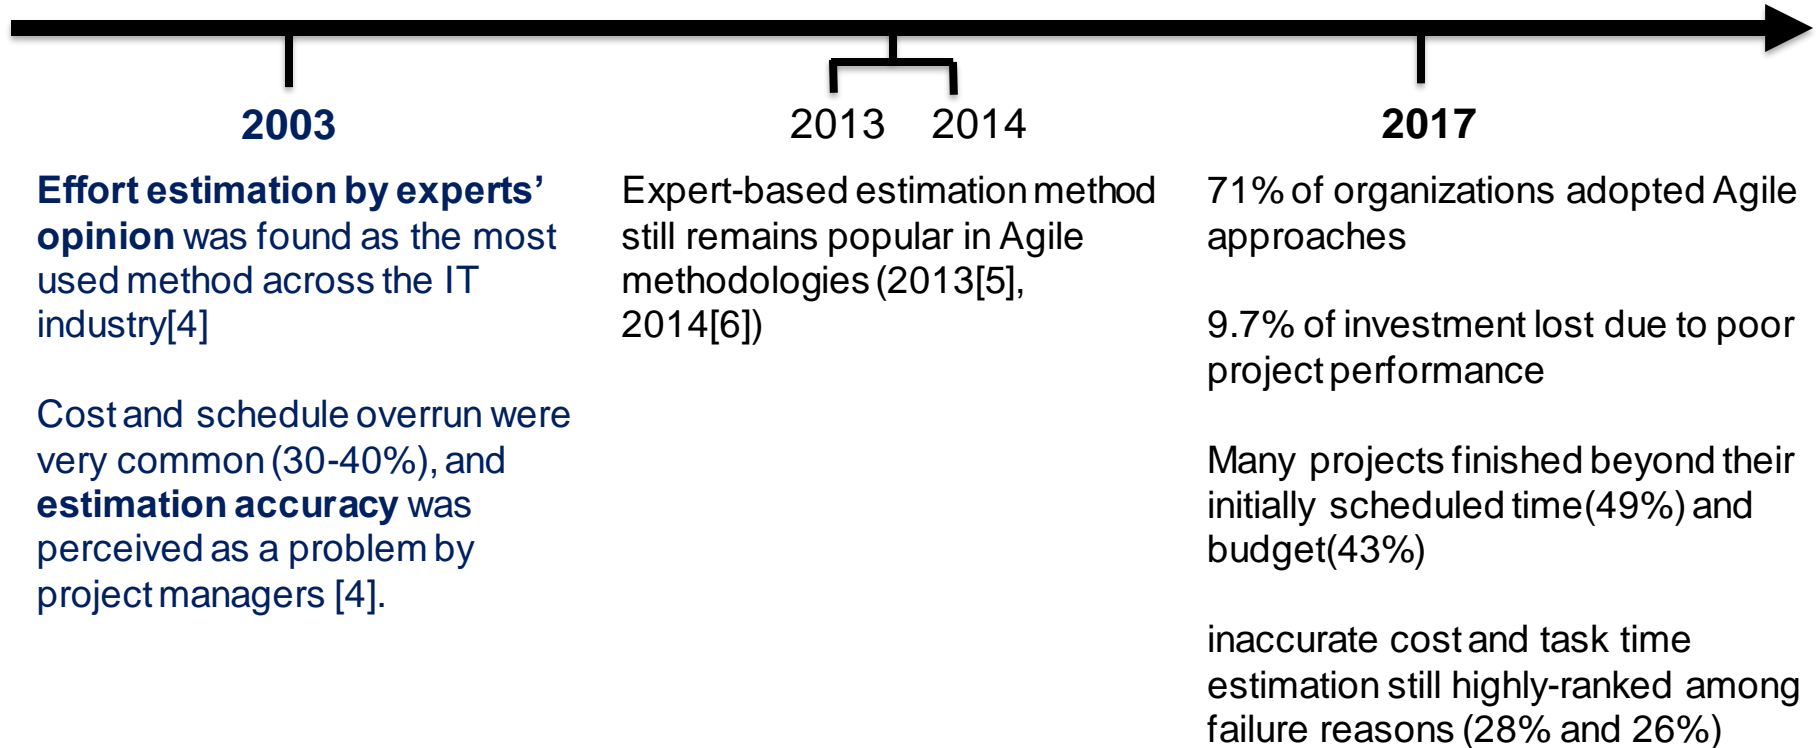 2003
Effort estimation by experts’
opinion was found as the most
used method across the IT
industry[4]
Cost and schedule overrun were
very common (30-40%), and
estimation accuracy was
perceived as a problem by
project managers [4].
2013 2014
Expert-based estimation method
still remains popular in Agile
methodologies (2013[5],
2014[6])
2017
71% of organizations adopted Agile
approaches
9.7% of investment lost due to poor
project performance
Many projects finished beyond their
initially scheduled time(49%) and
budget(43%)
inaccurate cost and task time
estimation still highly-ranked among
failure reasons (28% and 26%)